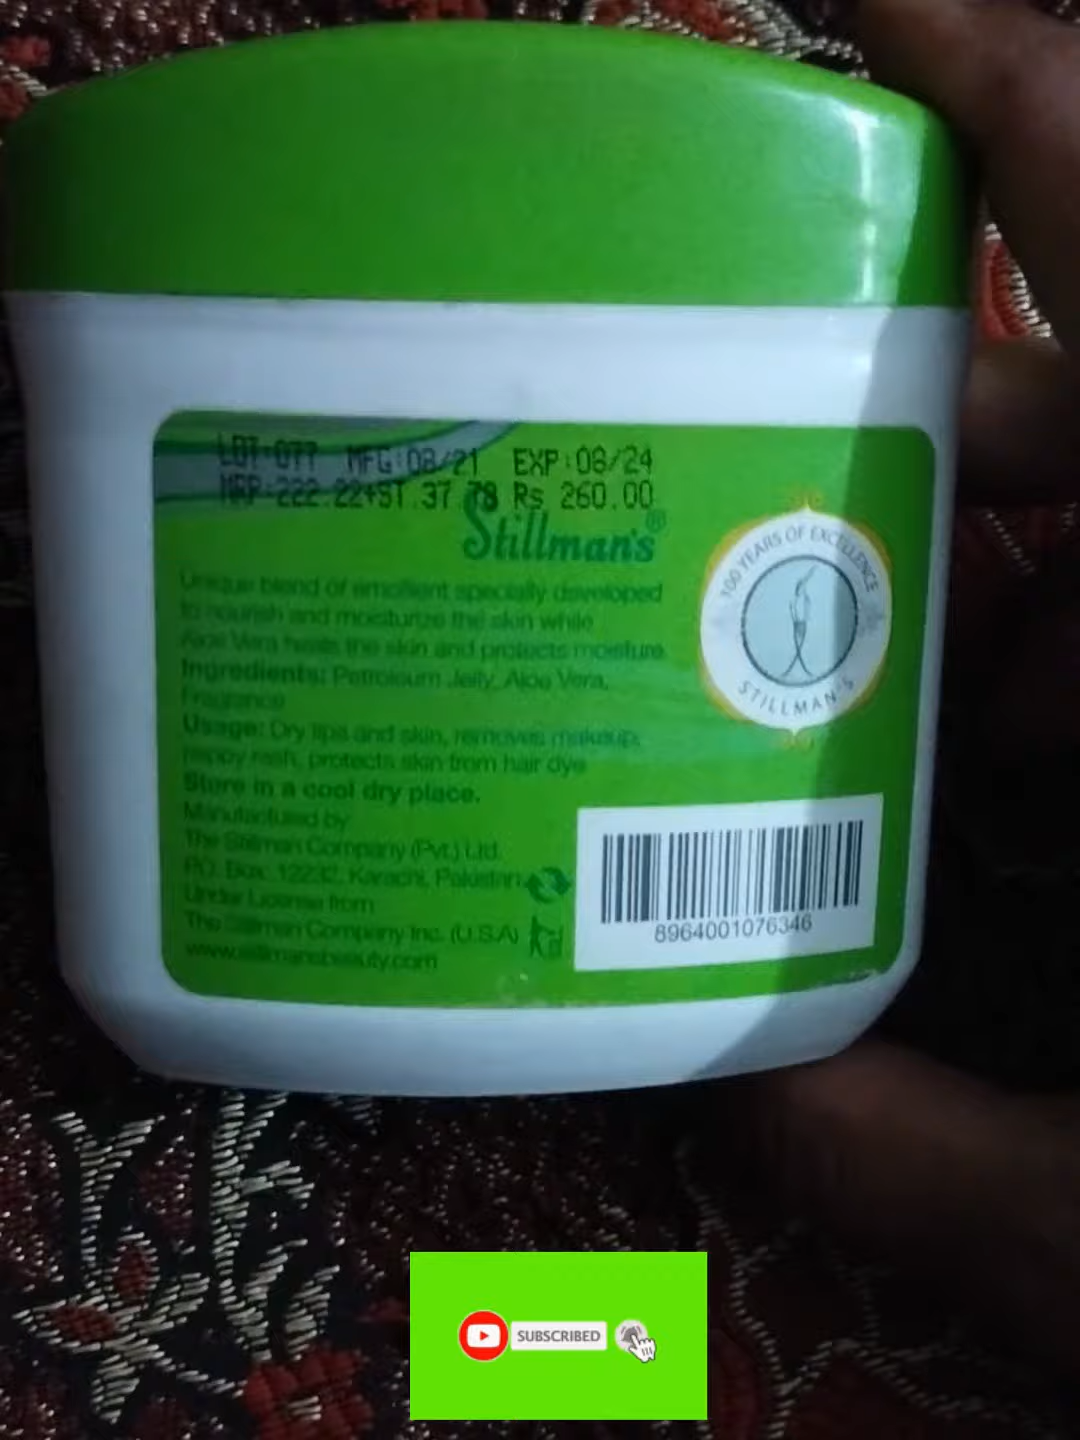 LOT:077 MFG:08/21 EXP:08/24
MRP-222.22+ST.37.78 Rs 260.00
Stillman's®
Unique blend of emollient specially developed
to nourish and moisturize the skin while
Aloe Vera heals the skin and protects moisture.
Ingredients: Petroleum Jelly, Aloe Vera,
Fragrance
Usage: Dry lips and skin, removes makeup,
nappy rash, protects skin from hair dye
Store in a cool dry place.
Manufactured by
The Stillman Company (Pvt.) Ltd.
P.O. Box. Karachi, Pakistan.
Under License from
The Stillman Company Inc. (U.S.A)
www.stillmansbeauty.com
100 YEARS OF EXCELLENCE
STILLMAN'S
8964001076346
SUBSCRIBED